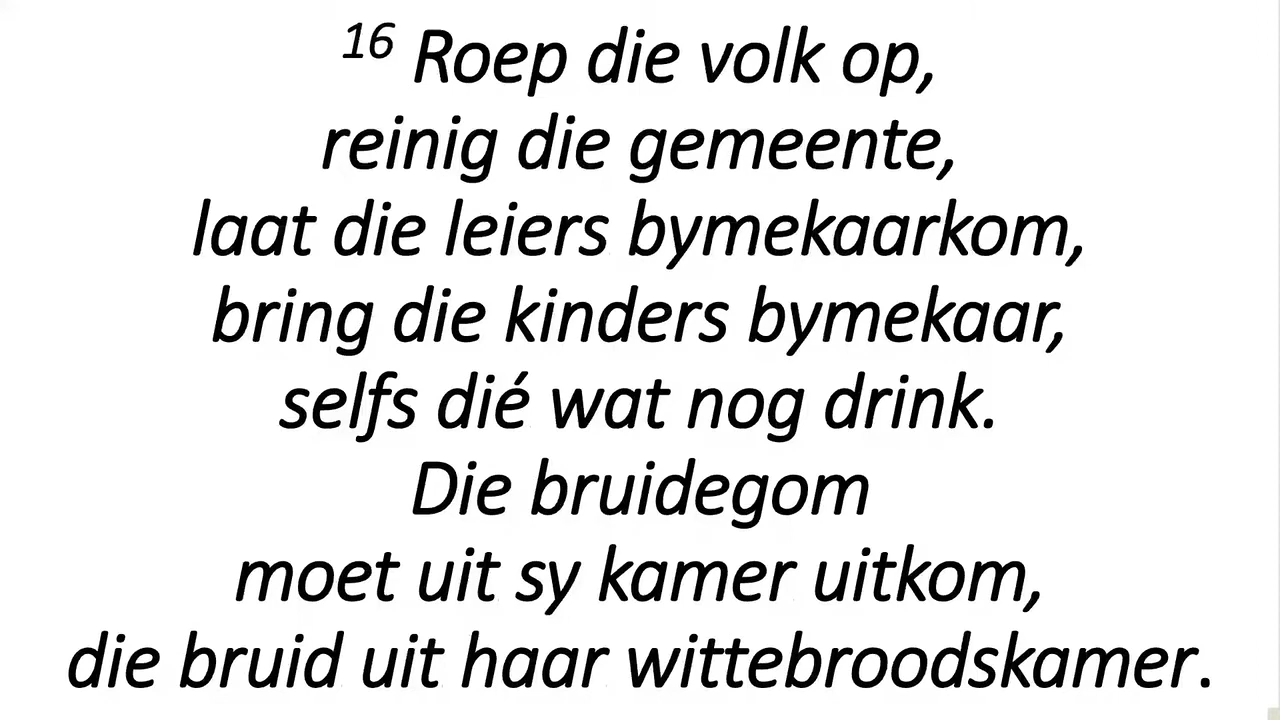 16 Roep die volk op,
reinig die gemeente,
laat die leiers bymekaarkom,
bring die kinders bymekaar,
selfs dié wat nog drink.
Die bruidegom
moet uit sy kamer uitkom,
die bruid uit haar wittebroodskamer.